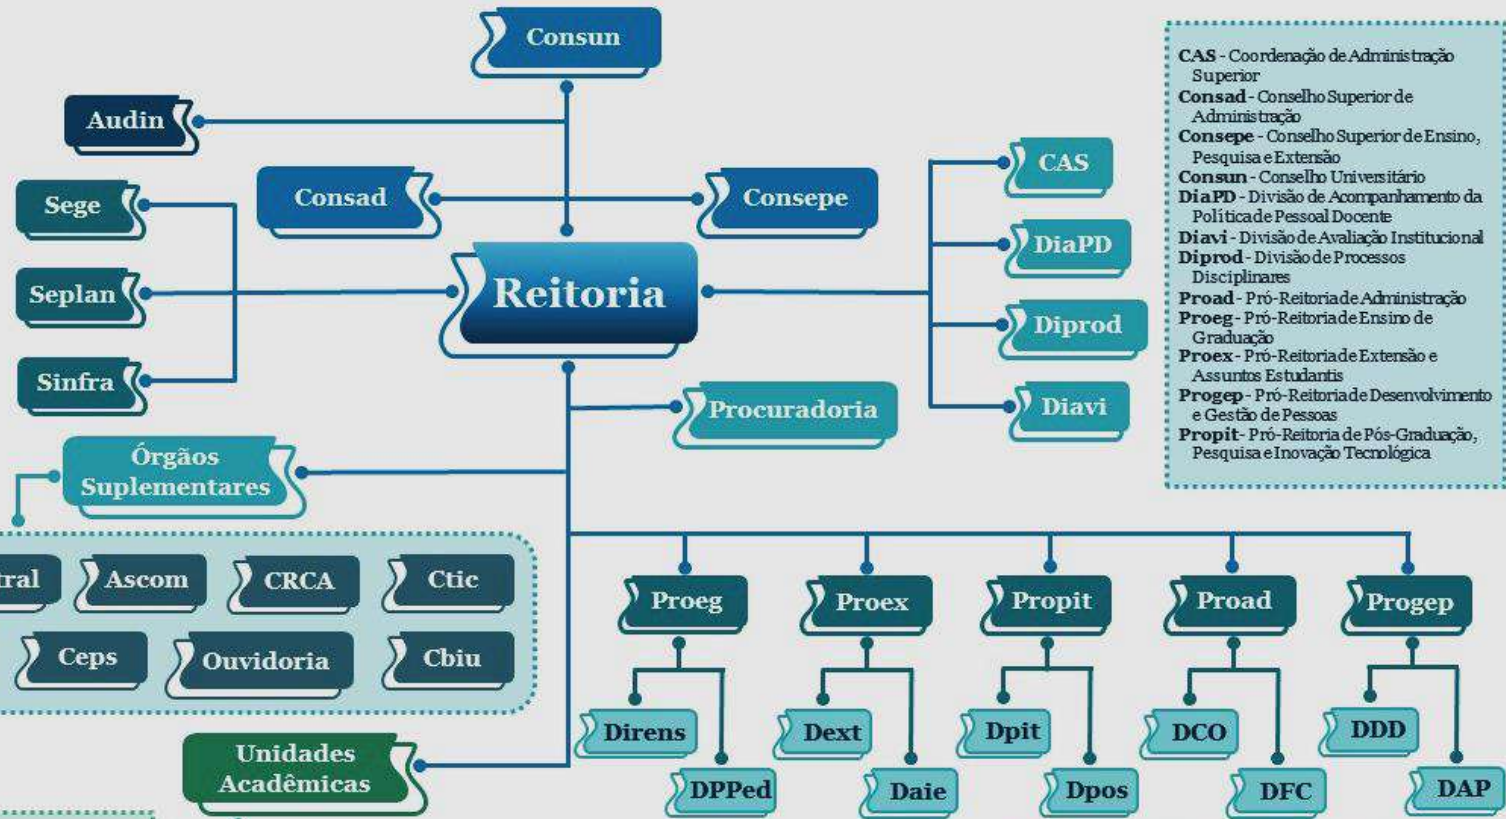 Consun
Audin
Sege
Consad
Consepe
CAS
Seplan
Reitoria
DiaPD
Sinfra
Diprod
Procuradoria
Diavi
CAS - Coordenação de Administração
Superior
Consad - Conselho Superior de
Administração
Consepe - Conselho Superior de Ensino,
Pesquisa e Extensão
Consun - Conselho Universitário
DiaPD - Divisão de Acompanhamento da
Política de Pessoal Docente
Diavi - Divisão de Avaliação Institucional
Diprod - Divisão de Processos
Disciplinares
Proad - Pró-Reitoria de Administração
Proeg - Pró-Reitoria de Ensino de
Graduação
Proex - Pró-Reitoria de Extensão e
Assuntos Estudantis
Progep - Pró-Reitoria de Desenvolvimento
e Gestão de Pessoas
Propit - Pró-Reitoria de Pós-Graduação,
Pesquisa e Inovação Tecnológica
Órgãos
Suplementares
tral
Ascom
CRCA
Ctic
Ceps
Ouvidoria
Cbiu
Proeg
Proex
Propit
Proad
Progep
Direns
Dext
Dpit
DCO
DDD
DPPed
Daie
Dpos
DFC
DAP
Unidades
Acadêmicas